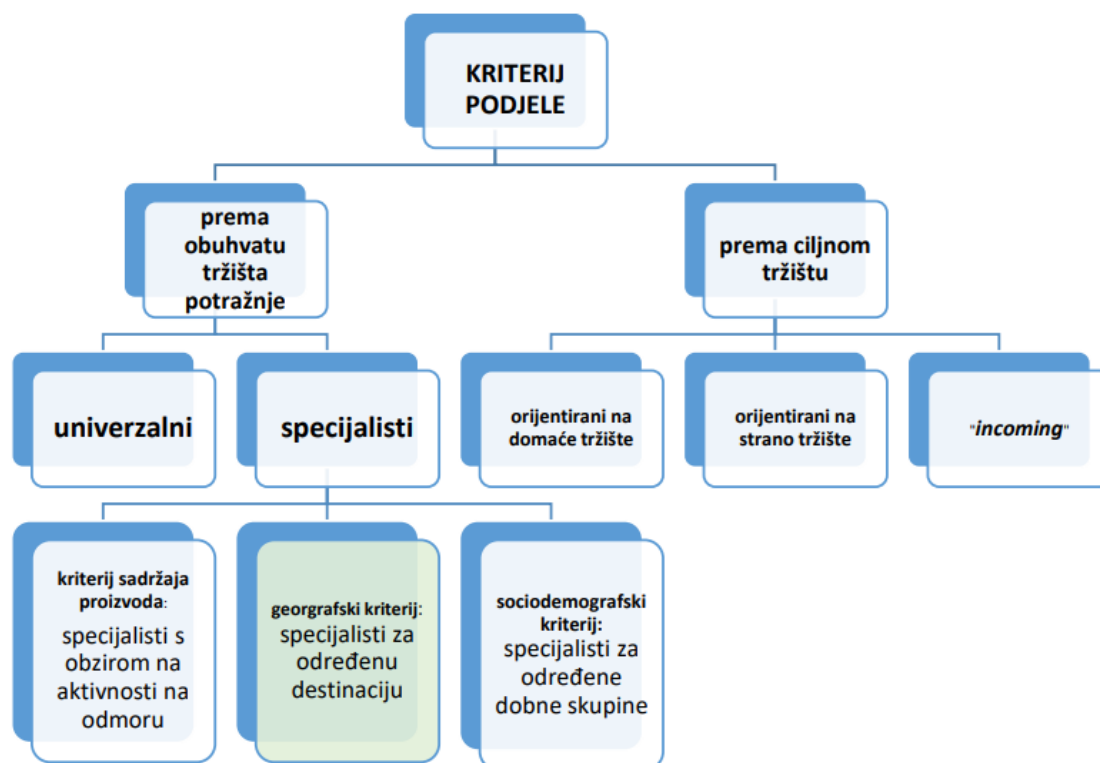 KRITERIJ
PODJELE
prema
obuhvatu
tržišta
potražnje
prema ciljnom
tržištu
univerzalni
specijalisti
orijentirani na
domaće tržište
orijentirani na
strano tržište
"incoming"
kriterij sadržaja
proizvoda:
specijalisti s
obzirom na
aktivnosti na
odmoru
georgrafski kriterij:
specijalisti za
određenu
destinaciju
sociodemografski
kriterij:
specijalisti za
određene
dobne skupine